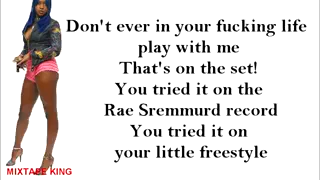 Don't ever in your fucking life
play with me
That's on the set!
You tried it on the
Rae Sremmurd record
You tried it on
your little freestyle
MIXTAPE KING